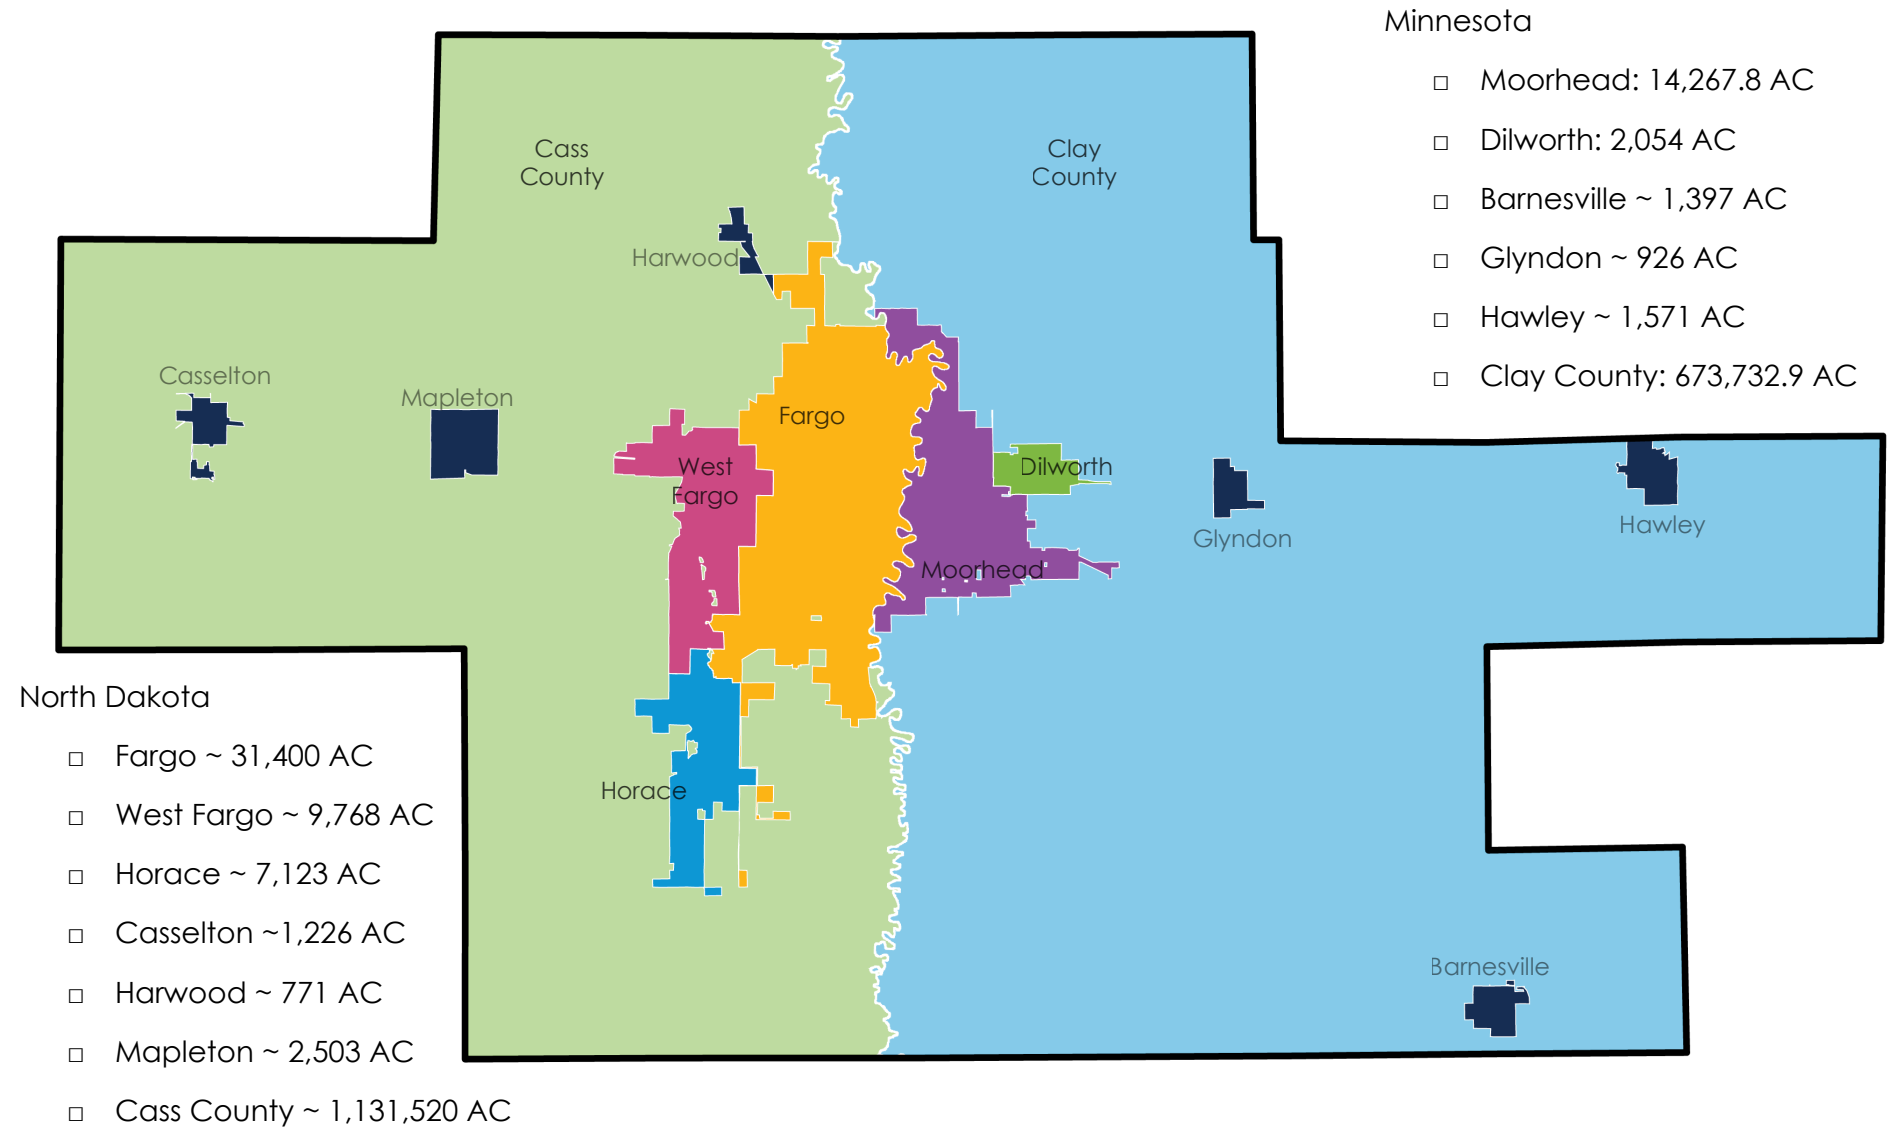 Minnesota
□ Moorhead: 14,267.8 AC
□ Dilworth: 2,054 AC
□ Barnesville ~ 1,397 AC
□ Glyndon ~ 926 AC
□ Hawley ~ 1,571 AC
□ Clay County: 673,732.9 AC
Cass
County
Clay
County
Harwood
Casselton
Mapleton
Fargo
West
Fargo
Dilworth
Glyndon
Hawley
Moorhead
Horace
Barnesville
North Dakota
□ Fargo ~ 31,400 AC
□ West Fargo ~ 9,768 AC
□ Horace ~ 7,123 AC
□ Casselton ~1,226 AC
□ Harwood ~ 771 AC
□ Mapleton ~ 2,503 AC
□ Cass County ~ 1,131,520 AC